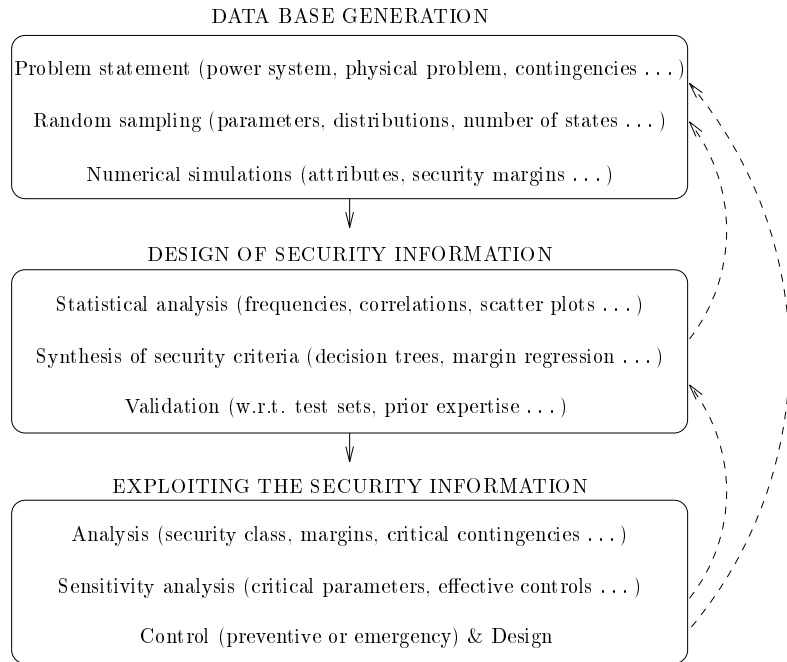 DATA BASE GENERATION
Problem statement (power system, physical problem, contingencies ...)
Random sampling (parameters, distributions, number of states ...)
Numerical simulations (attributes, security margins ...)
DESIGN OF SECURITY INFORMATION
Statistical analysis (frequencies, correlations, scatter plots ...)
Synthesis of security criteria (decision trees, margin regression ...)
Validation (w.r.t. test sets, prior expertise ...)
EXPLOITING THE SECURITY INFORMATION
Analysis (security class, margins, critical contingencies ...)
Sensitivity analysis (critical parameters, effective controls ...)
Control (preventive or emergency) & Design